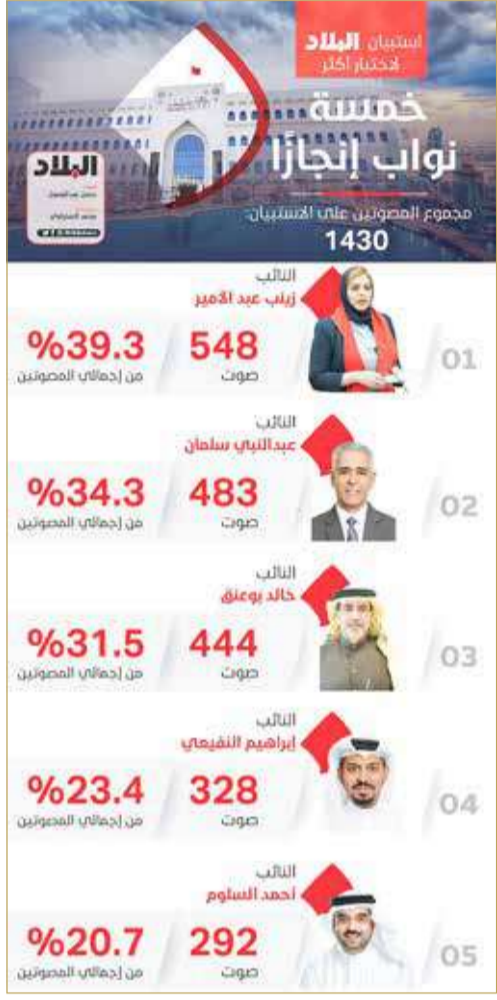 استبيان البلاد
لاختيار أكثر
خمسة
نواب إنجازًا
مجموع المصوتين على الاستبيان:
1430
البلاد
النائب
زينب عبد الأمير
01
548
صوت
%39.3
من إجمالي المصوتين
النائب
عبدالنبي سلمان
02
483
صوت
%34.3
من إجمالي المصوتين
النائب
خالد بوعنق
03
444
صوت
%31.5
من إجمالي المصوتين
النائب
إبراهيم النفيعي
04
328
صوت
%23.4
من إجمالي المصوتين
النائب
أحمد السلوم
05
292
صوت
%20.7
من إجمالي المصوتين